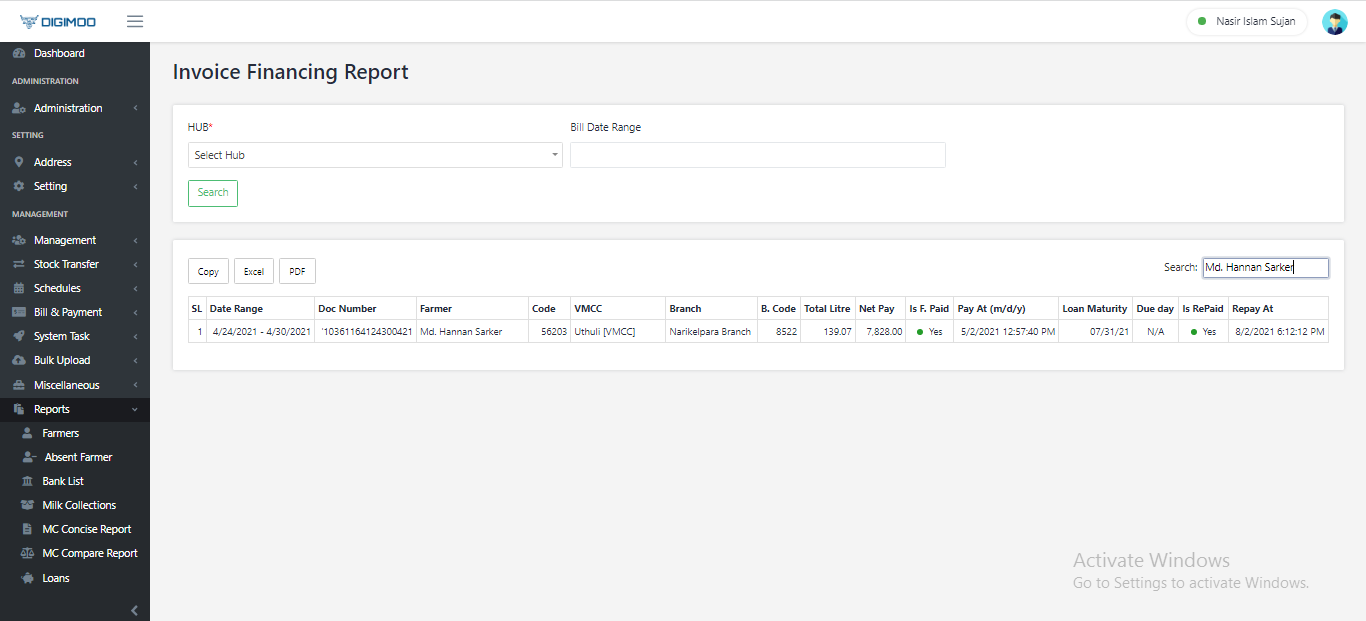 DIGIMOO
Nasir Islam Sujan
Dashboard
ADMINISTRATION
Administration
SETTING
Address
Setting
MANAGEMENT
Management
Stock Transfer
Schedules
Bill & Payment
System Task
Bulk Upload
Miscellaneous
Reports
Farmers
Absent Farmer
Bank List
Milk Collections
MC Concise Report
MC Compare Report
Loans
Invoice Financing Report
HUB* Bill Date Range
Select Hub
Search
Copy Excel PDF Search: Md. Hannan Sarker
SL Date Range Doc Number Farmer Code VMCC Branch B. Code Total Litre Net Pay Is F. Paid Pay At (m/d/y) Loan Maturity Due day Is RePaid Repay At
1 4/24/2021 - 4/30/2021 '10361164124300421 Md. Hannan Sarker 56203 Uthuli [VMCC] Narikelpara Branch 8522 139.07 7,828.00 Yes 5/2/2021 12:57:40 PM 07/31/21 N/A Yes 8/2/2021 6:12:12 PM
Activate Windows
Go to Settings to activate Windows.